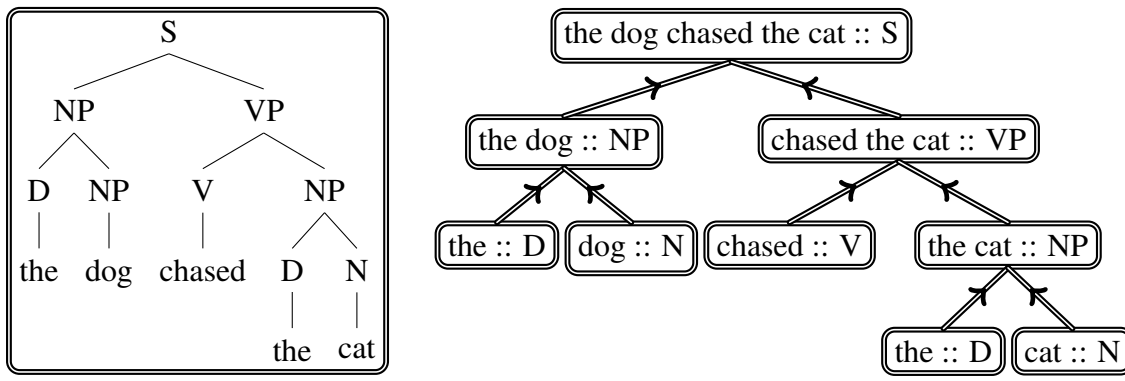 S
NP VP
D NP V NP
the dog chased D N
the cat
the dog chased the cat :: S
the dog :: NP chased the cat :: VP
the :: D dog :: N chased :: V the cat :: NP
the :: D cat :: N